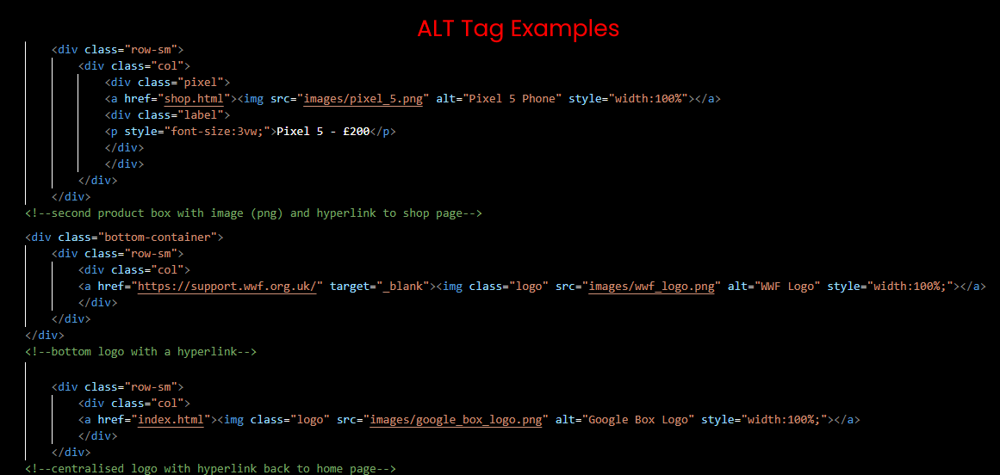 ALT Tag Examples
<div class="row-sm">
<div class="col">
<div class="pixel">
<a href="shop.html"><img src="images/pixel_5.png" alt="Pixel 5 Phone" style="width:100%"></a>
<div class="label">
<p style="font-size:3vw;">Pixel 5 - £200</p>
</div>
</div>
</div>
</div>
<!--second product box with image (png) and hyperlink to shop page-->
<div class="bottom-container">
<div class="row-sm">
<div class="col">
<a href="https://support.wwf.org.uk/" target="_blank"><img class="logo" src="images/wwf_logo.png" alt="WWF Logo" style="width:100%;"></a>
</div>
</div>
</div>
<!--bottom logo with a hyperlink-->
<div class="row-sm">
<div class="col">
<a href="index.html"><img class="logo" src="images/google_box_logo.png" alt="Google Box Logo" style="width:100%;"></a>
</div>
</div>
<!--centralised logo with hyperlink back to home page-->